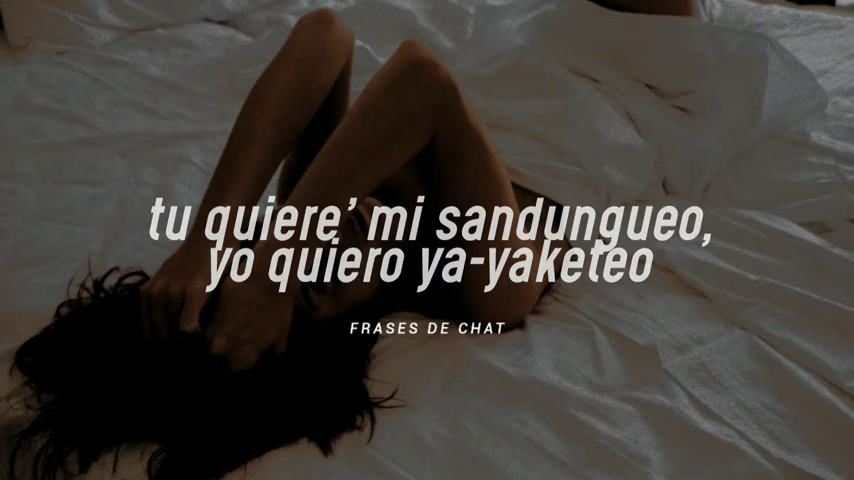 tu quiere' mi sandungueo,
yo quiero ya-yaketeo
FRASES DE CHAT